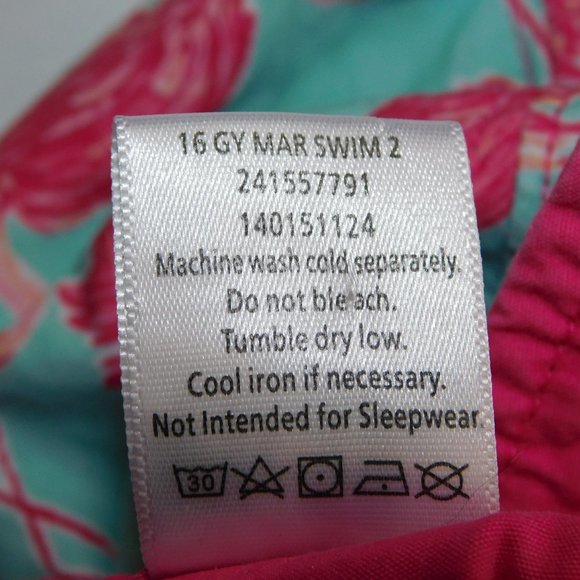 16 GY MAR SWIM 2
241557791
140151124
Machine wash cold separately.
Do not ble ach.
Tumble dry low.
Cool iron if necessary.
Not Intended for Sleepwear.
30